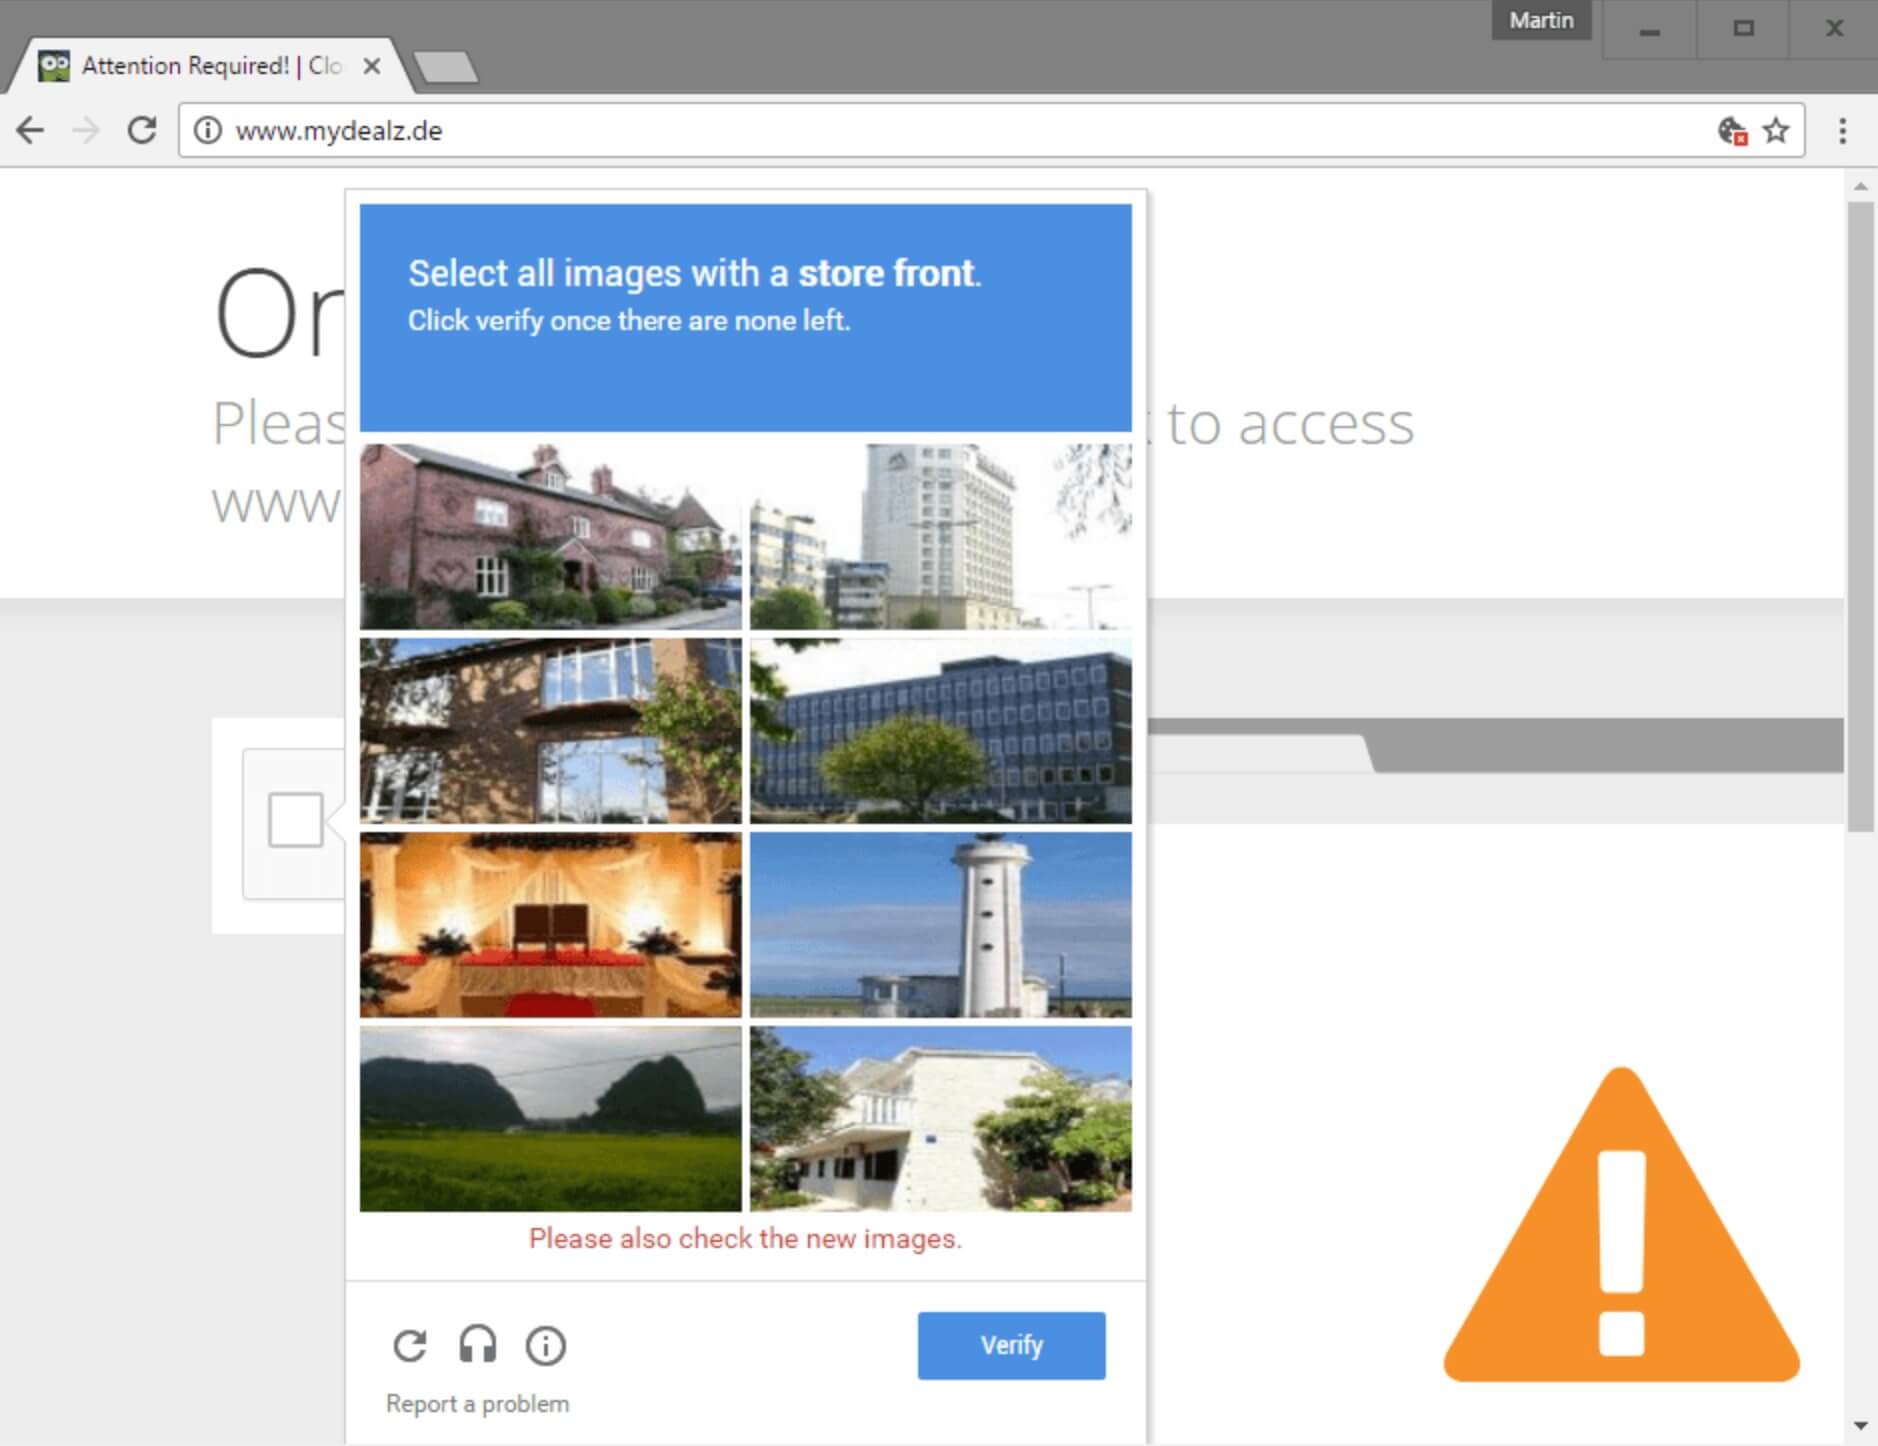 Martin
Attention Required! | Clo
www.mydealz.de
Select all images with a store front.
Click verify once there are none left.
Or
Pleas
to access
www
Please also check the new images.
Verify
Report a problem